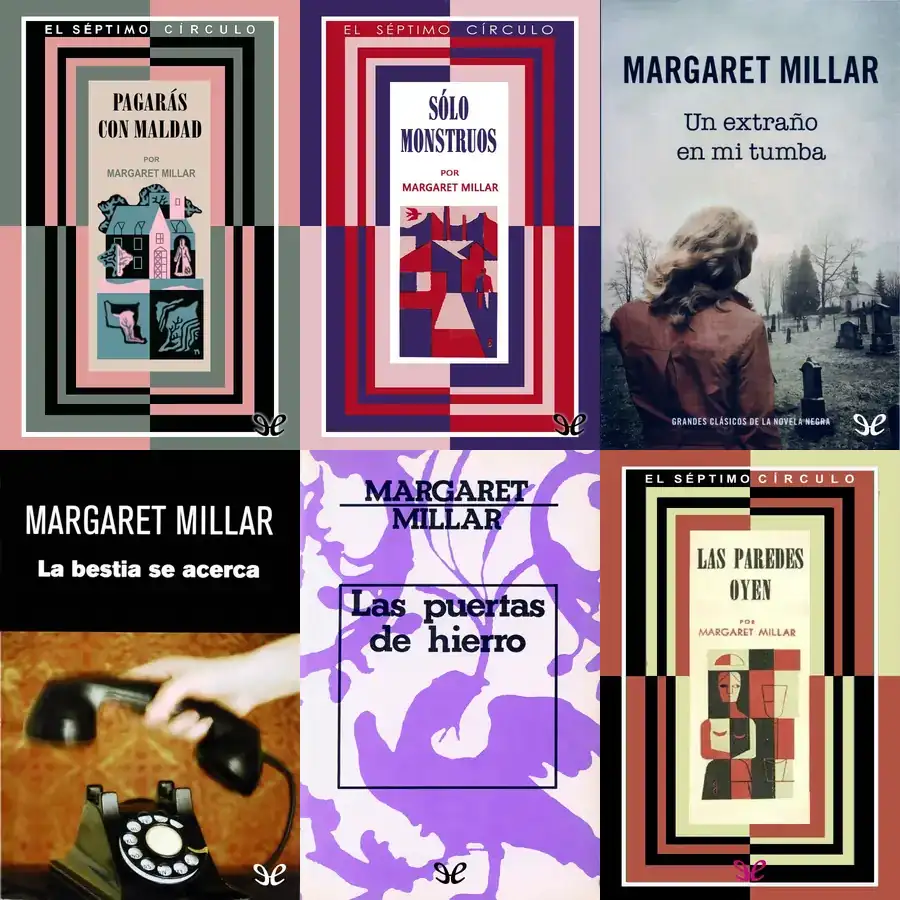 EL SÉPTIMO CÍRCULO
PAGARÁS
CON MALDAD
POR
MARGARET MILLAR
EL SÉPTIMO CÍRCULO
SÓLO
MONSTRUOS
POR
MARGARET MILLAR
MARGARET MILLAR
Un extraño
en mi tumba
GRANDES CLÁSICOS DE LA NOVELA NEGRA
MARGARET MILLAR
La bestia se acerca
MARGARET
MILLAR
Las puertas
de hierro
EL SÉPTIMO CÍRCULO
LAS PAREDES
OYEN
POR
MARGARET MILLAR